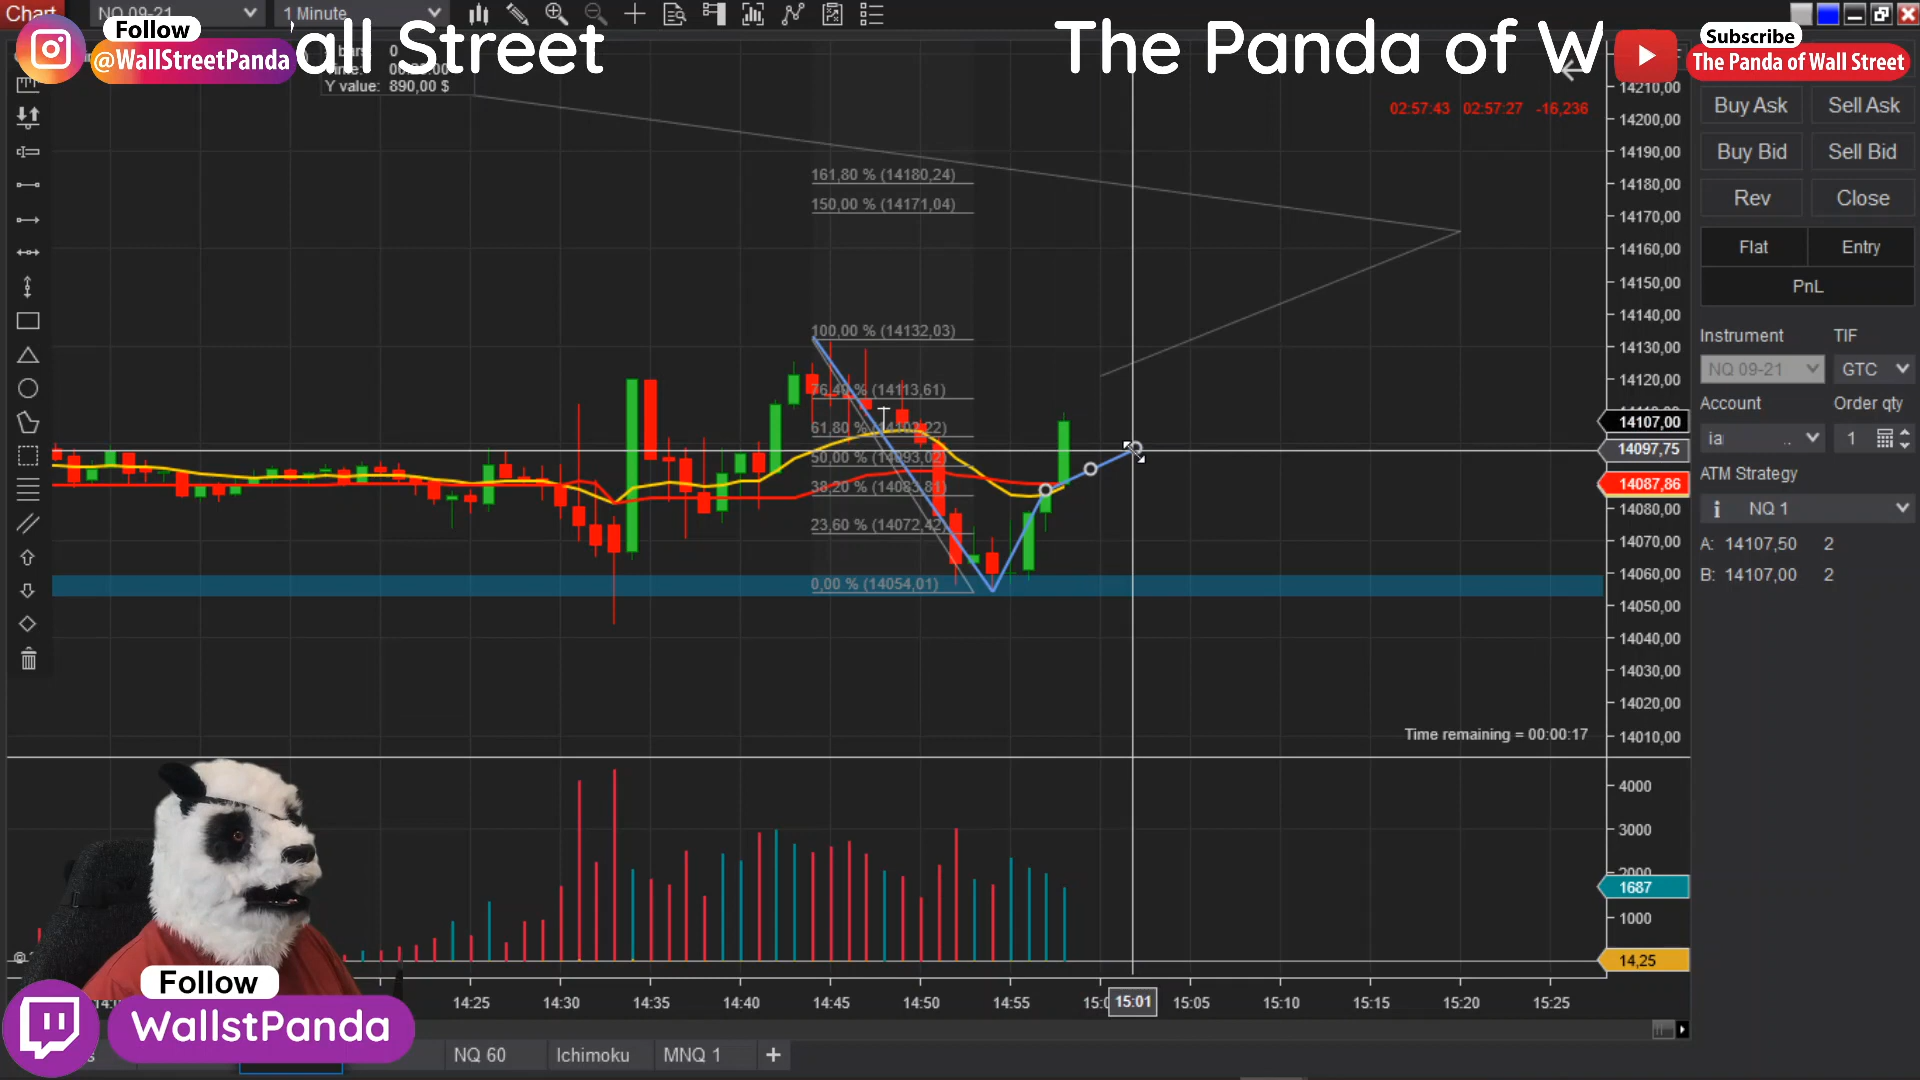 Chart
NQ 09-21
1 Minute
Follow
@WallStreetPanda
all Street
The Panda of W
Subscribe
The Panda of Wall Street
0
Y value: 890,00 $
02:57:43 02:57:27 -16,236
161,80 % (14180,24)
150,00 % (14171,04)
100,00 % (14132,03)
76,40 % (14113,61)
61,80 %
50,00 % (14093,02)
38,20 % (14083,81)
23,60 % (14072,42)
0,00 % (14054,01)
14210,00
14200,00
14190,00
14180,00
14170,00
14160,00
14150,00
14140,00
14130,00
14120,00
14107,00
14097,75
14087,86
14080,00
14070,00
14060,00
14050,00
14040,00
14030,00
14020,00
14010,00
Time remaining = 00:00:17
4000
3000
1687
1000
14,25
Buy Ask
Sell Ask
Buy Bid
Sell Bid
Rev
Close
Flat
Entry
PnL
Instrument
TIF
NQ 09-21
GTC
Account
Order qty
1
ATM Strategy
NQ 1
A: 14107,50 2
B: 14107,00 2
14:25
14:30
14:35
14:40
14:45
14:50
14:55
15:01
15:05
15:10
15:15
15:20
15:25
Follow
WallstPanda
NQ 60
Ichimoku
MNQ 1